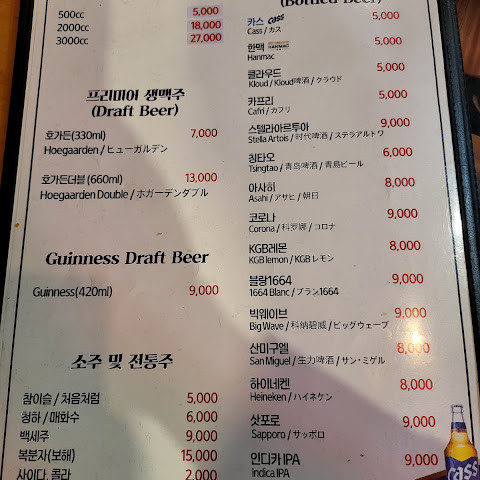 500cc 5,000
2000cc 18,000
3000cc 27,000
프리미어 생맥주
(Draft Beer)
호가든(330ml) 7,000
Hoegaarden / ヒューガルデン
호가든더블 (660ml) 13,000
Hoegaarden Double / ホガーデンダブル
Guinness Draft Beer
Guinness(420ml) 9,000
소주 및 전통주
참이슬 / 처음처럼 5,000
청하 / 매화수 6,000
백세주 9,000
복분자(보해) 15,000
사이다, 콜라 2,000
(Bottled Beer)
카스 cass 5,000
Cass / カス
한맥 HANMAC 5,000
Hanmac
클라우드 5,000
Kloud / Kloud啤酒 / クラウド
카프리 5,000
Cafri / カフリ
스텔라아르투아 9,000
Stella Artois / 时代啤酒 / ステラアルトワ
칭타오 6,000
Tsingtao / 青岛啤酒 / 青島ビール
아사히 8,000
Asahi / アサヒ / 朝日
코로나 9,000
Corona / 科罗娜 / コロナ
KGB레몬 8,000
KGB lemon / KGB レモン
블랑1664 9,000
1664 Blanc / ブラン1664
빅웨이브 9,000
Big Wave / 科纳碧威 / ビッグウェーブ
산미구엘 8,000
San Miguel / 生力啤酒 / サン・ミゲル
하이네켄 8,000
Heineken / ハイネケン
삿포로 9,000
Sapporo / サッポロ
인디카 IPA 9,000
Indica IPA
cass